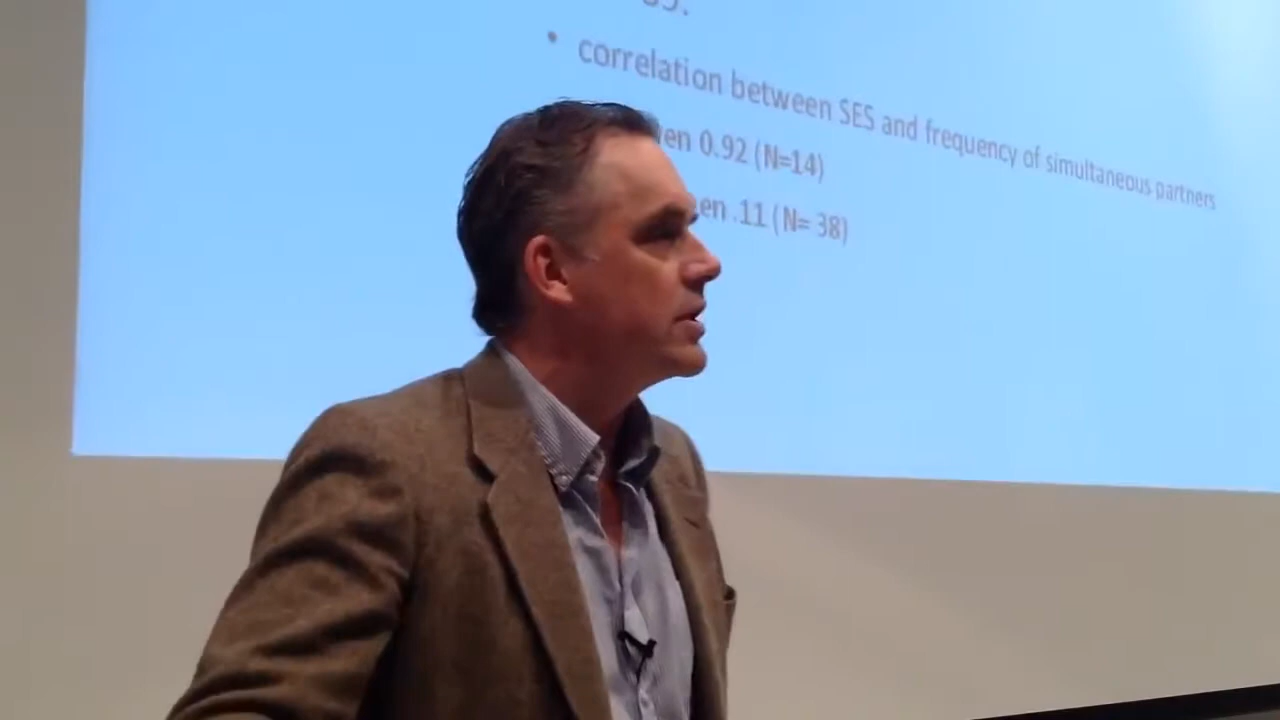 • correlation between SES and frequency of simultaneous partners
en 0.92 (N=14)
en .11 (N= 38)